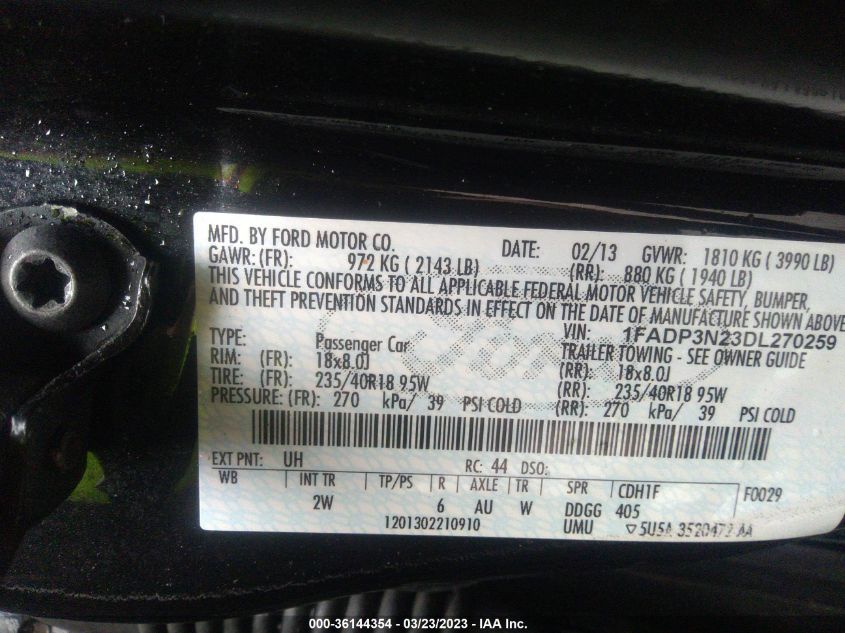 MFD. BY FORD MOTOR CO. DATE: 02/13 GVWR: 1810 KG ( 3990 LB)
GAWR: (FR): 972 KG ( 2143 LB) (RR): 880 KG ( 1940 LB)
THIS VEHICLE CONFORMS TO ALL APPLICABLE FEDERAL MOTOR VEHICLE SAFETY, BUMPER,
AND THEFT PREVENTION STANDARDS IN EFFECT ON THE DATE OF MANUFACTURE SHOWN ABOVE
VIN: 1FADP3N23DL270259
TYPE: Passenger Car TRAILER TOWING - SEE OWNER GUIDE
RIM: (FR): 18x8.0J (RR): 18x8.0J
TIRE: (FR): 235/40R18 95W (RR): 235/40R18 95W
PRESSURE: (FR): 270 kPa/ 39 PSI COLD (RR): 270 kPa/ 39 PSI COLD
EXT PNT: UH RC: 44 DSO:
WB INT TR TP/PS R AXLE TR SPR CDH1F F0029
2W 6 AU W DDGG 405
1201302210910 UMU ▽5U5A 3520472 AA
000-36144354 / 03/23/2023 - IAA Inc.